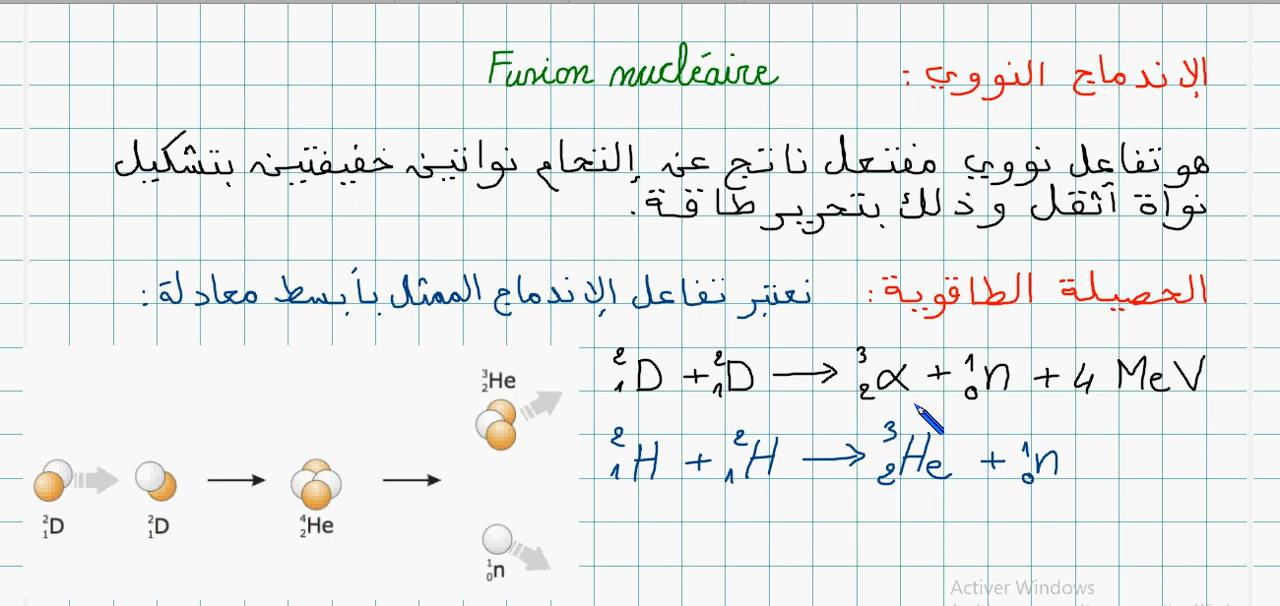 الإندماج النووي : Fusion nucléaire
هو تفاعل نووي مفتعل ناتج عن إلتحام نواتين خفيفتين بتشكيل
نواة أثقل وذلك بتحرير طاقة.
الحصيلة الطاقوية : نعتبر تفاعل الإندماج الممثل بأبسط معادلة :
²₁D + ²₁D → ³₂α + ¹₀n + 4 MeV
²₁H + ²₁H → ³₂He + ¹₀n
³₂He
²₁D ²₁D ⁴₂He
¹₀n
Activer Windows